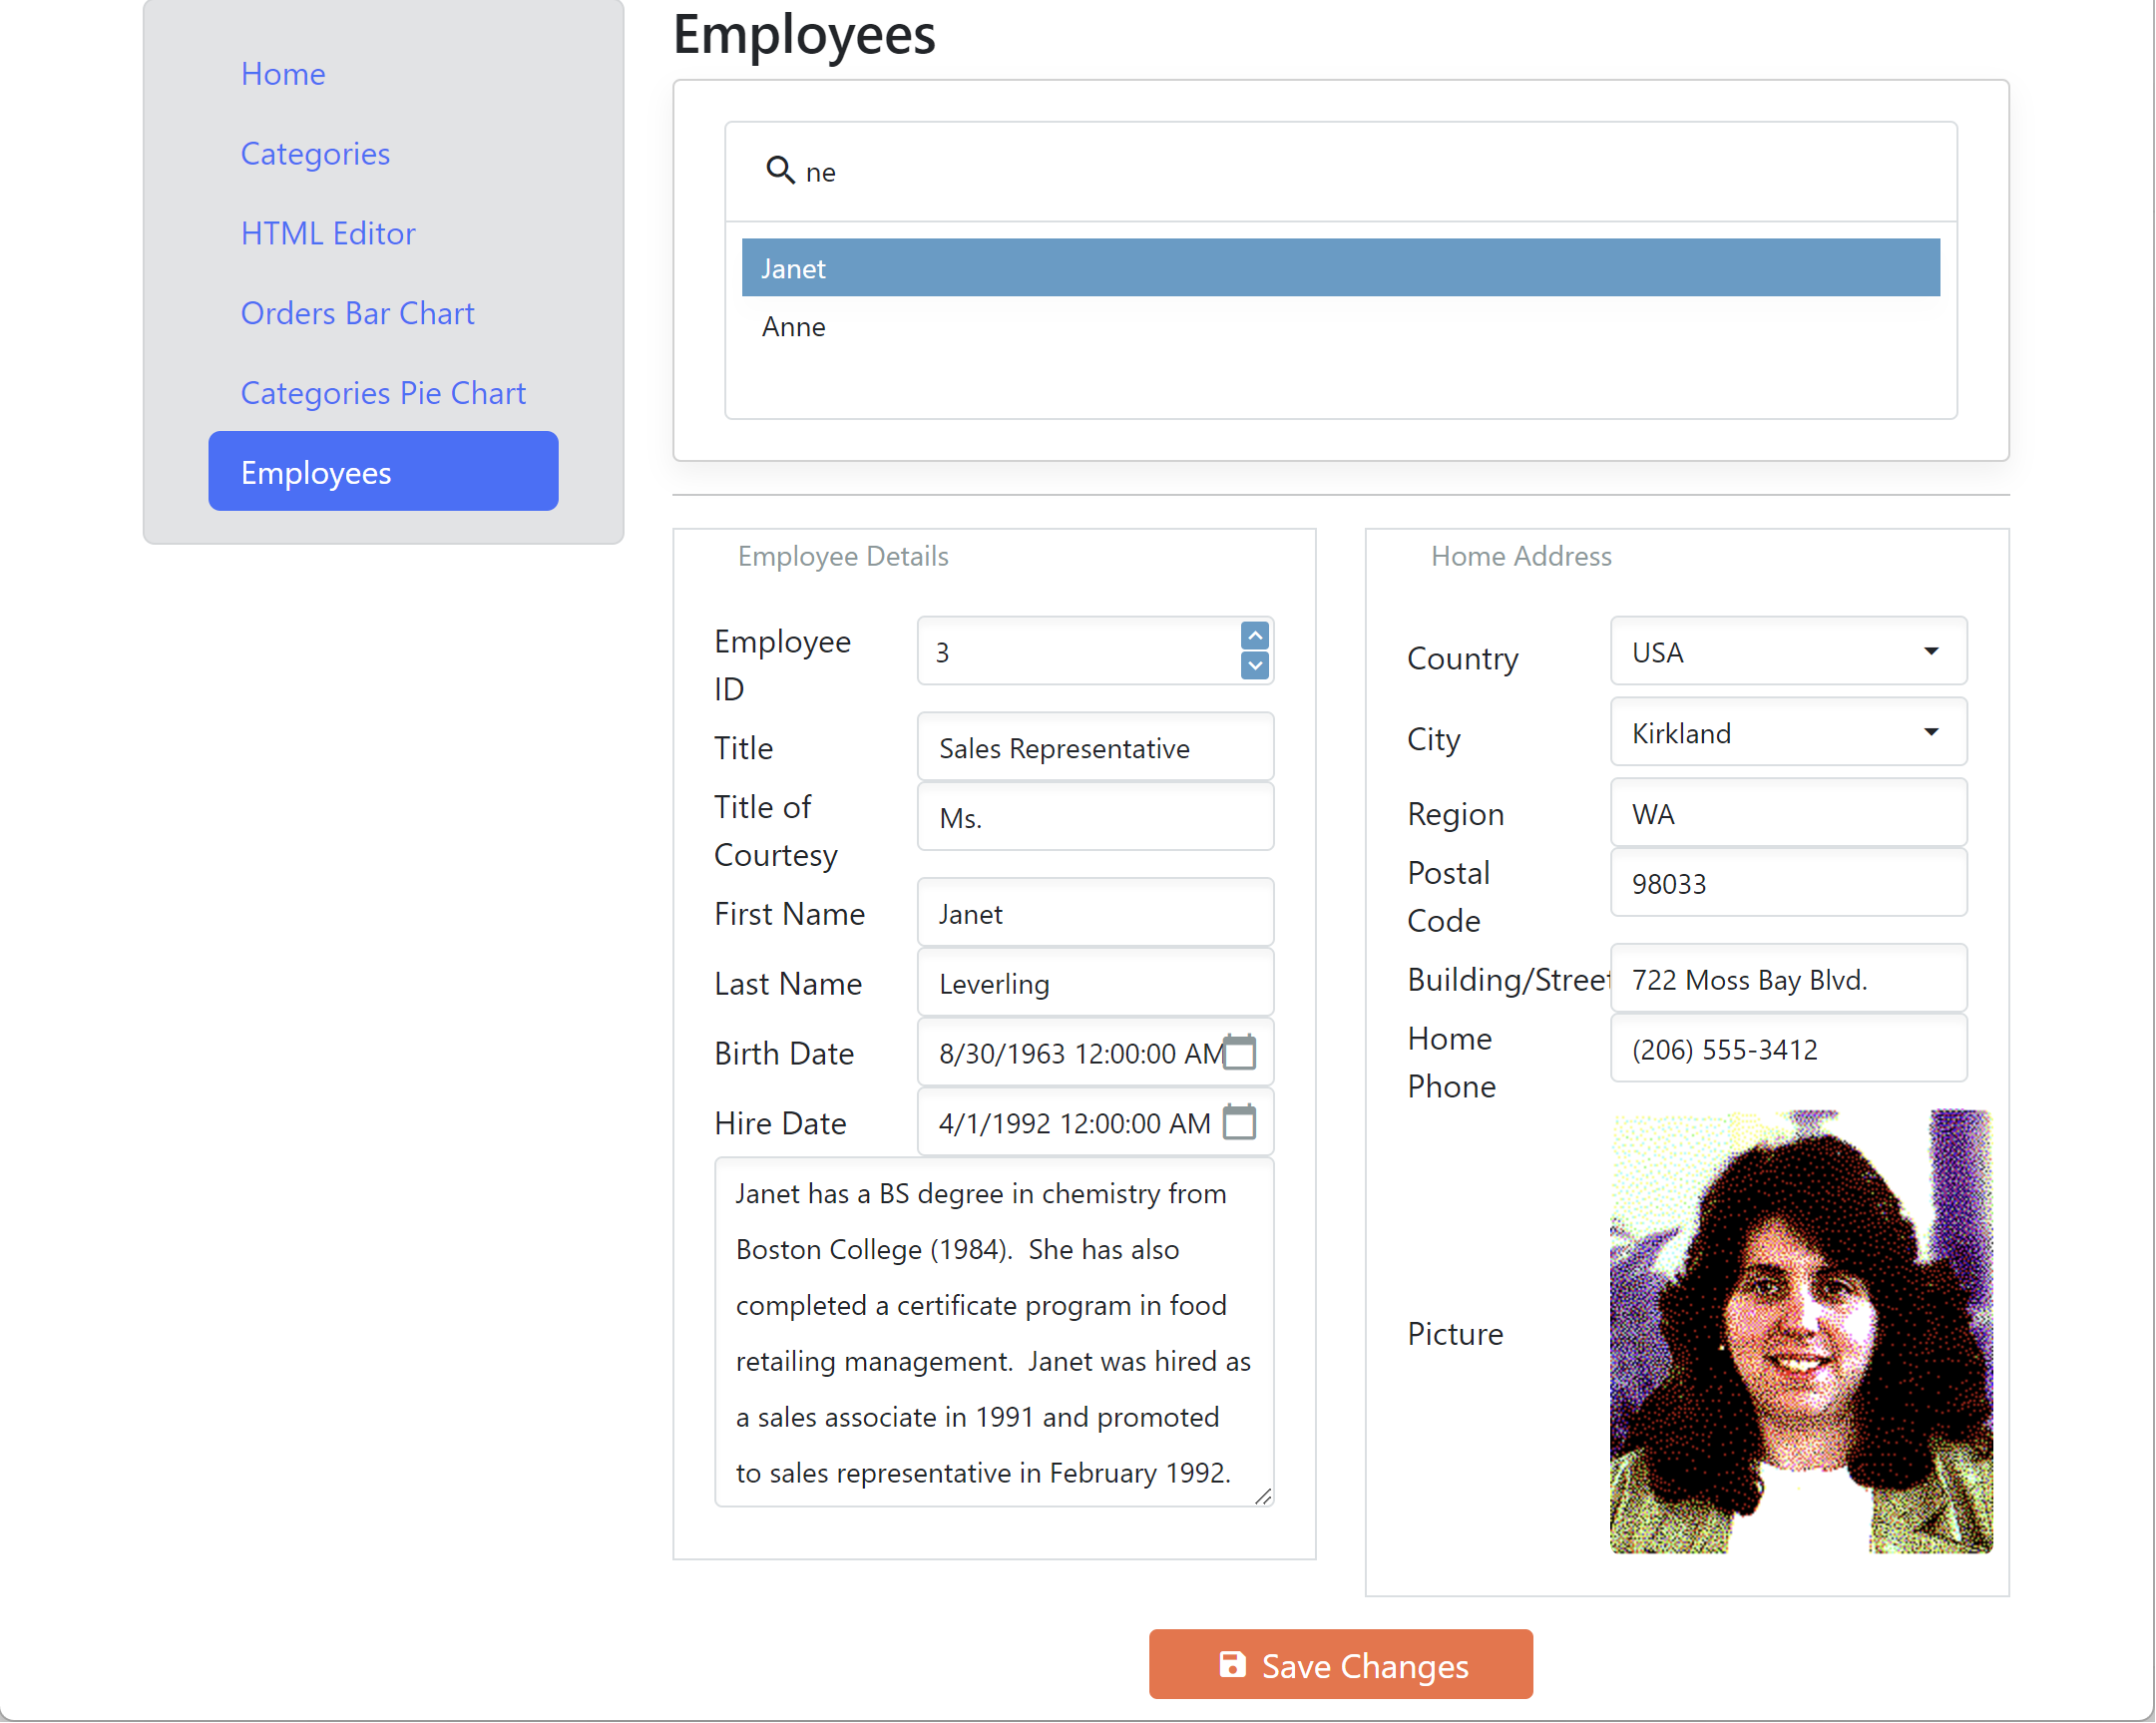 Home
Categories
HTML Editor
Orders Bar Chart
Categories Pie Chart
Employees
Employees
ne
Janet
Anne
Employee Details
Employee
ID
3
Title
Sales Representative
Title of
Courtesy
Ms.
First Name
Janet
Last Name
Leverling
Birth Date
8/30/1963 12:00:00 AM
Hire Date
4/1/1992 12:00:00 AM
Janet has a BS degree in chemistry from
Boston College (1984).  She has also
completed a certificate program in food
retailing management.  Janet was hired as
a sales associate in 1991 and promoted
to sales representative in February 1992.
Home Address
Country
USA
City
Kirkland
Region
WA
Postal
Code
98033
Building/Street
722 Moss Bay Blvd.
Home
Phone
(206) 555-3412
Picture
Save Changes